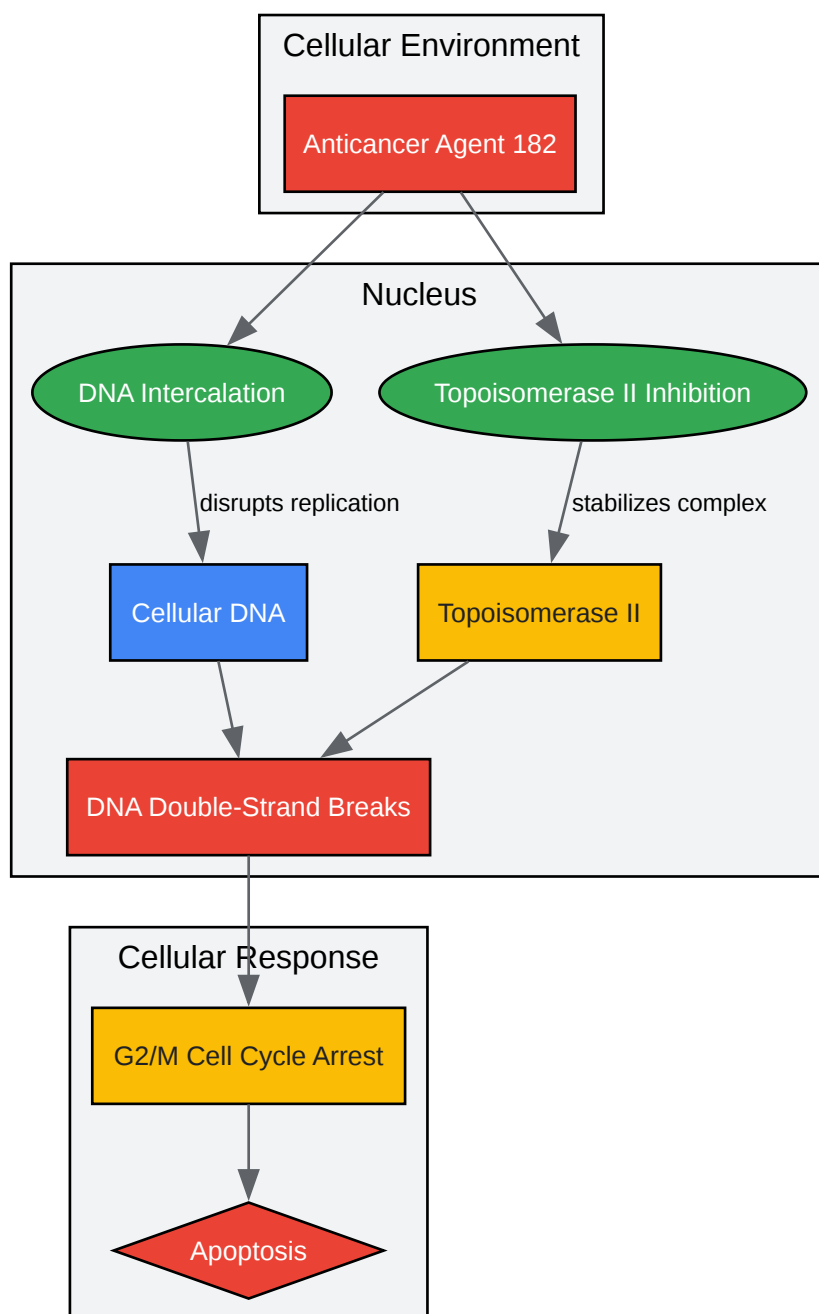 Cellular Environment
Anticancer Agent 182
Nucleus
DNA Intercalation
Topoisomerase II Inhibition
disrupts replication
stabilizes complex
Cellular DNA
Topoisomerase II
DNA Double-Strand Breaks
Cellular Response
G2/M Cell Cycle Arrest
Apoptosis